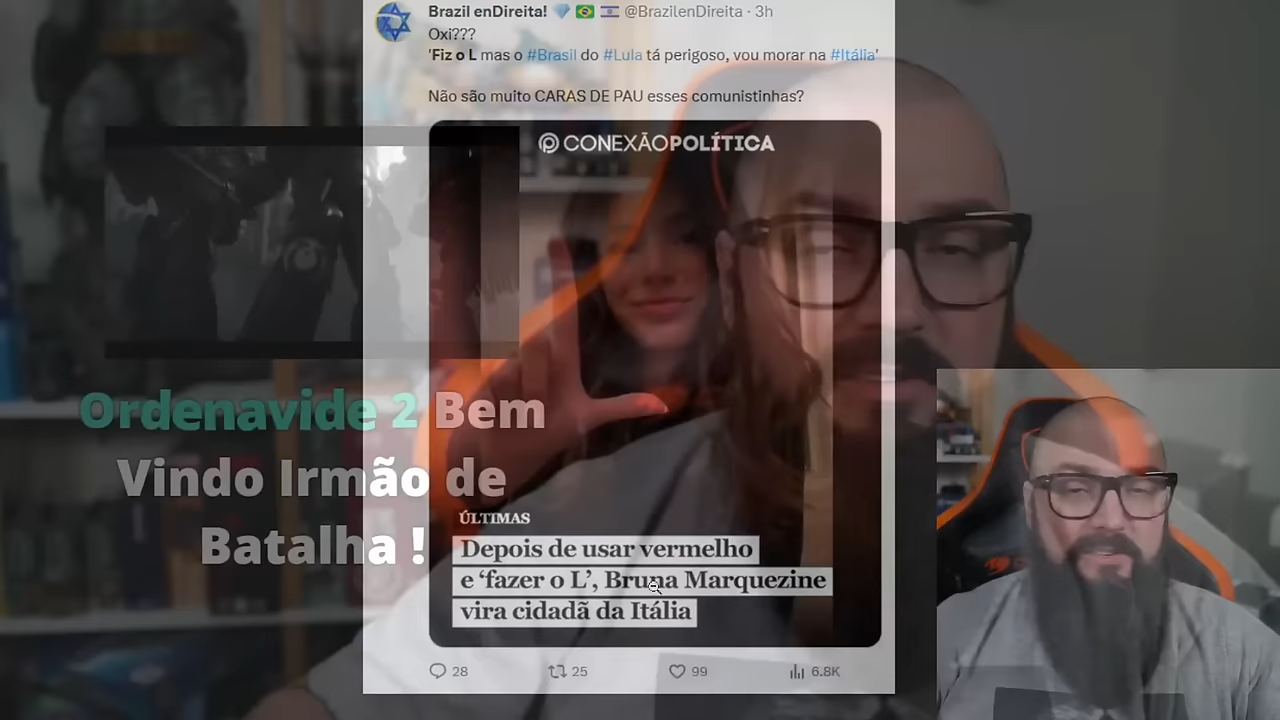 Brazil enDireita! @BrazilenDireita · 3h
Oxi???
'Fiz o L mas o #Brasil do #Lula tá perigoso, vou morar na #Itália'
Não são muito CARAS DE PAU esses comunistinhas?
CONEXÃOPOLÍTICA
Ordenavide 2 Bem
Vindo Irmão de
Batalha !
ÚLTIMAS
Depois de usar vermelho
e ‘fazer o L’, Bruna Marquezine
vira cidadã da Itália
28 25 99 6.8K